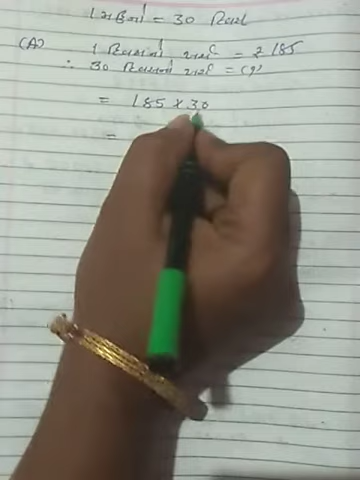 1 મહિનો = 30 દિવસ
(A) 1 દિવસનો ખર્ચ = ₹ 185
∴ 30 દિવસનો ખર્ચ = (?)
= 185 × 30
=